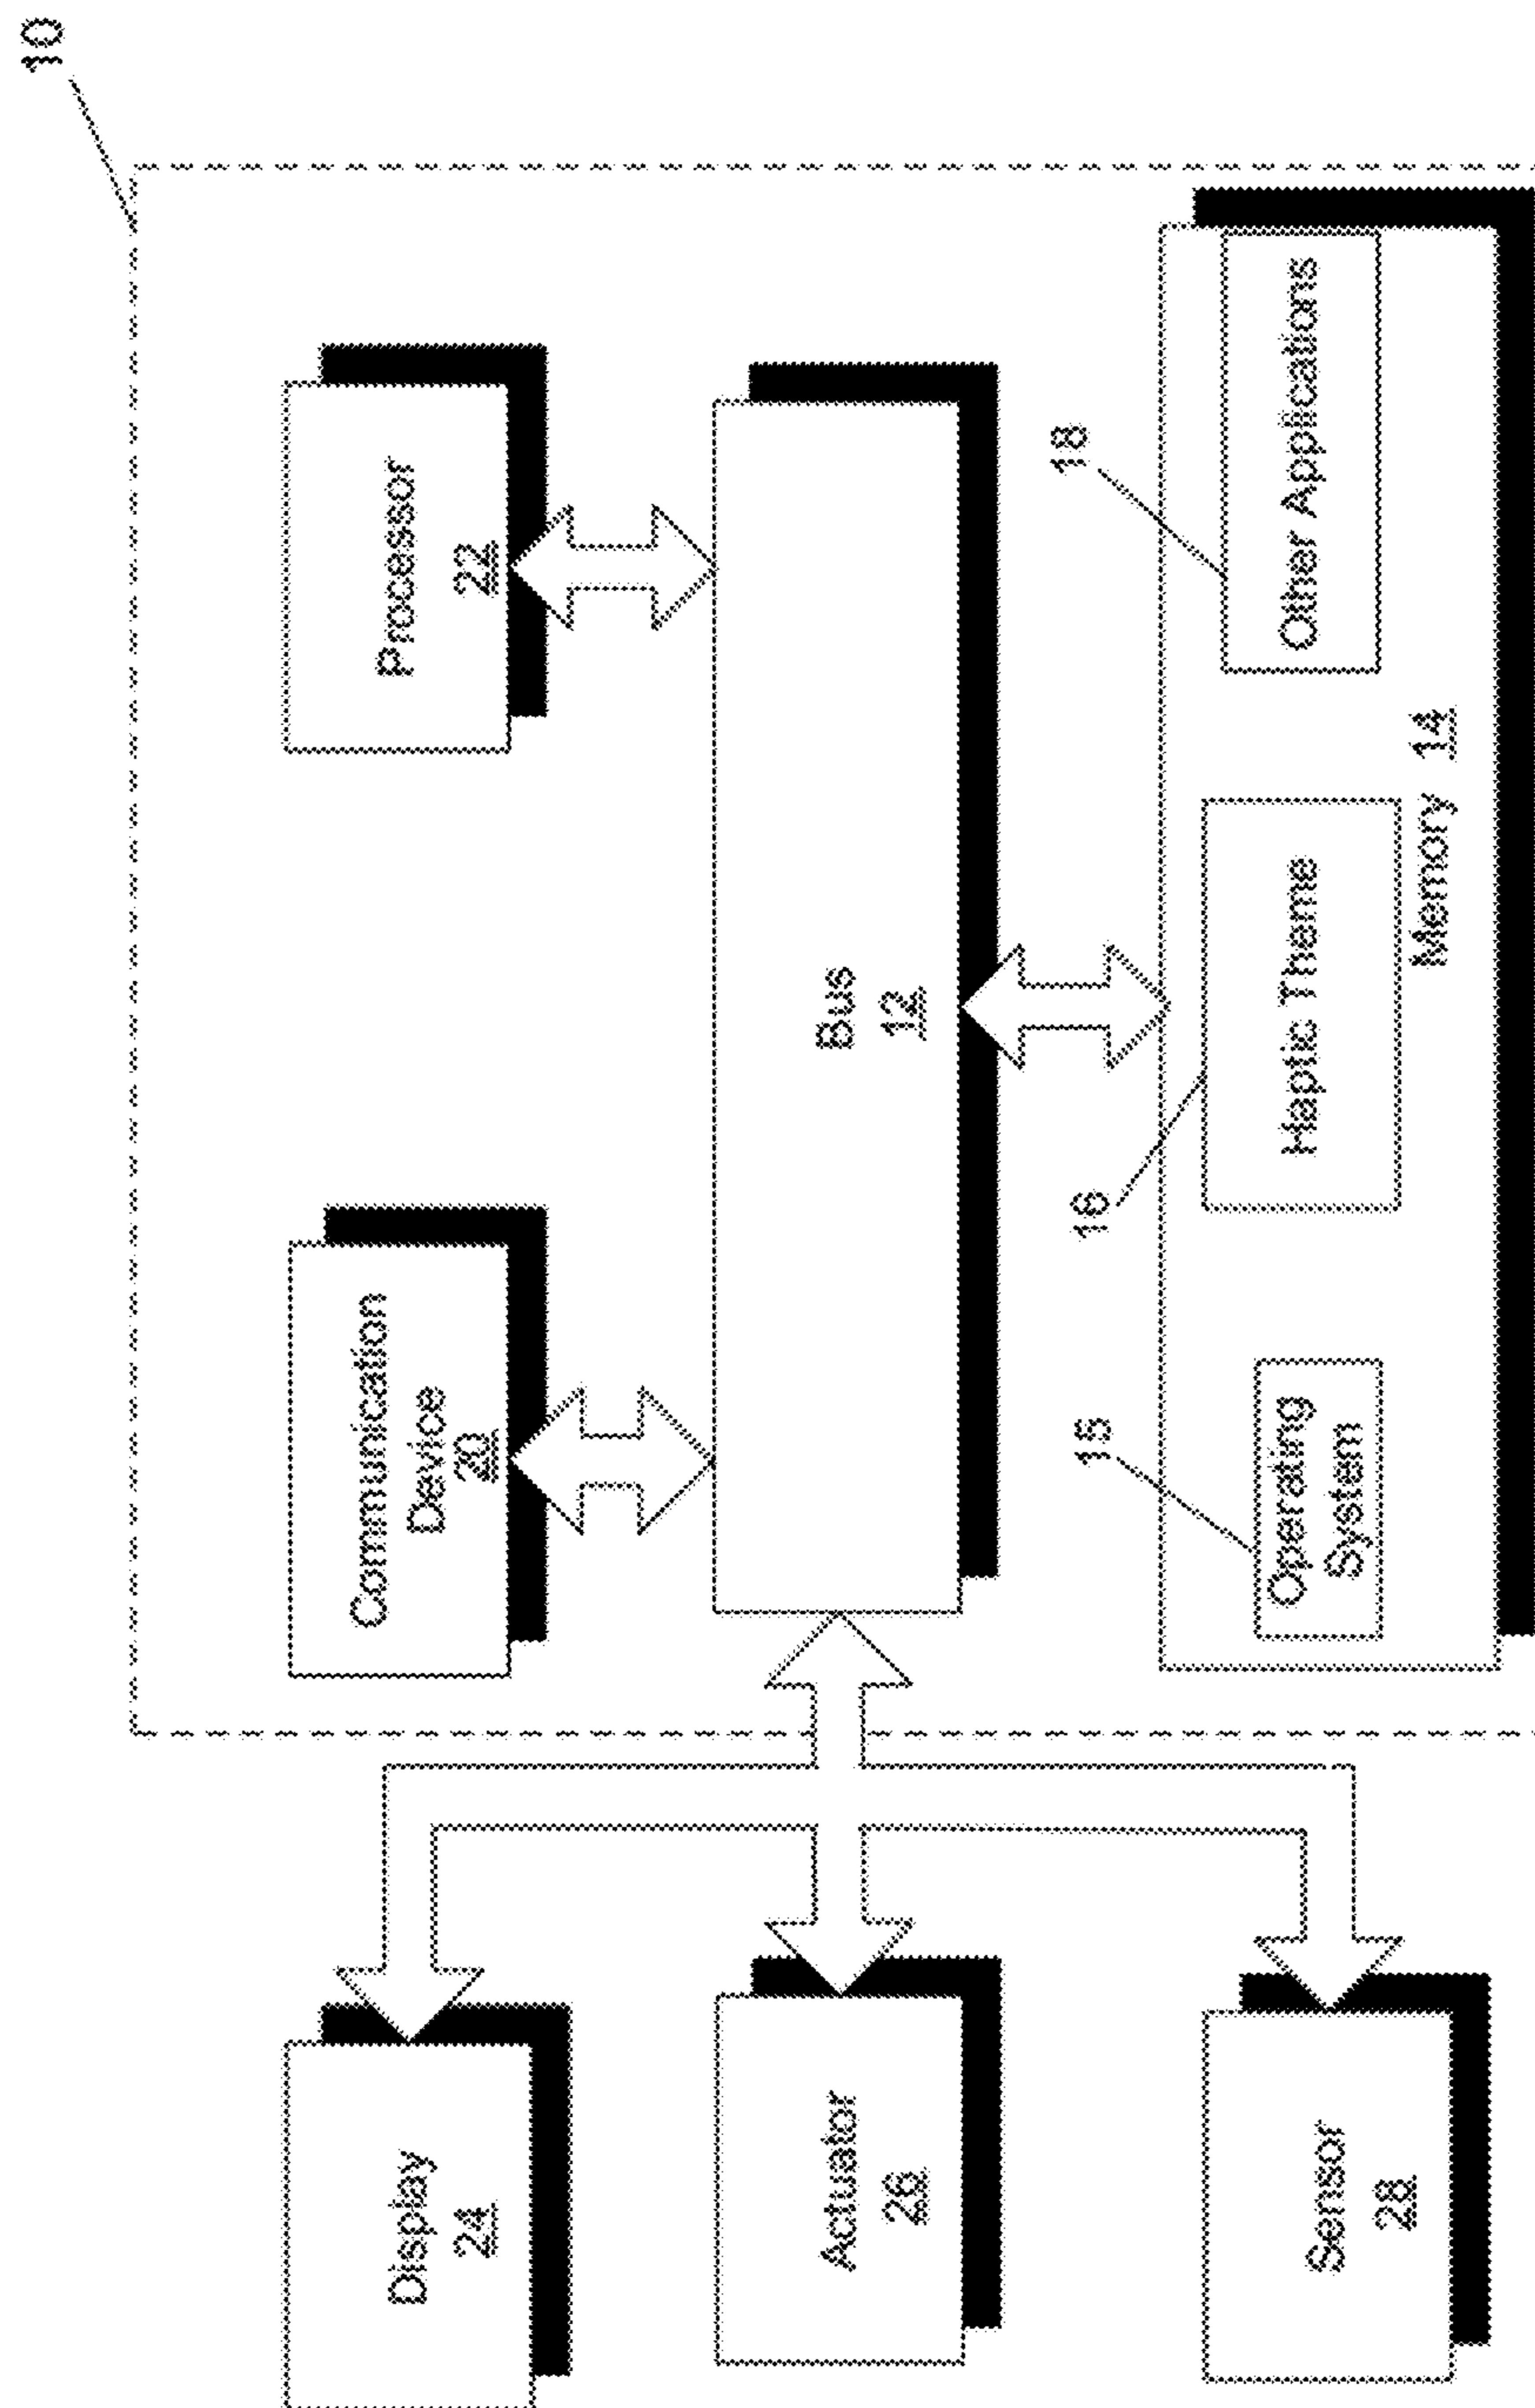 10
Communication
Device
20
Processor
22
Display
24
Bus
12
Actuator
26
18
16
15
Operating
System
Haptic Theme
Other Applications
Memory 14
Sensor
28